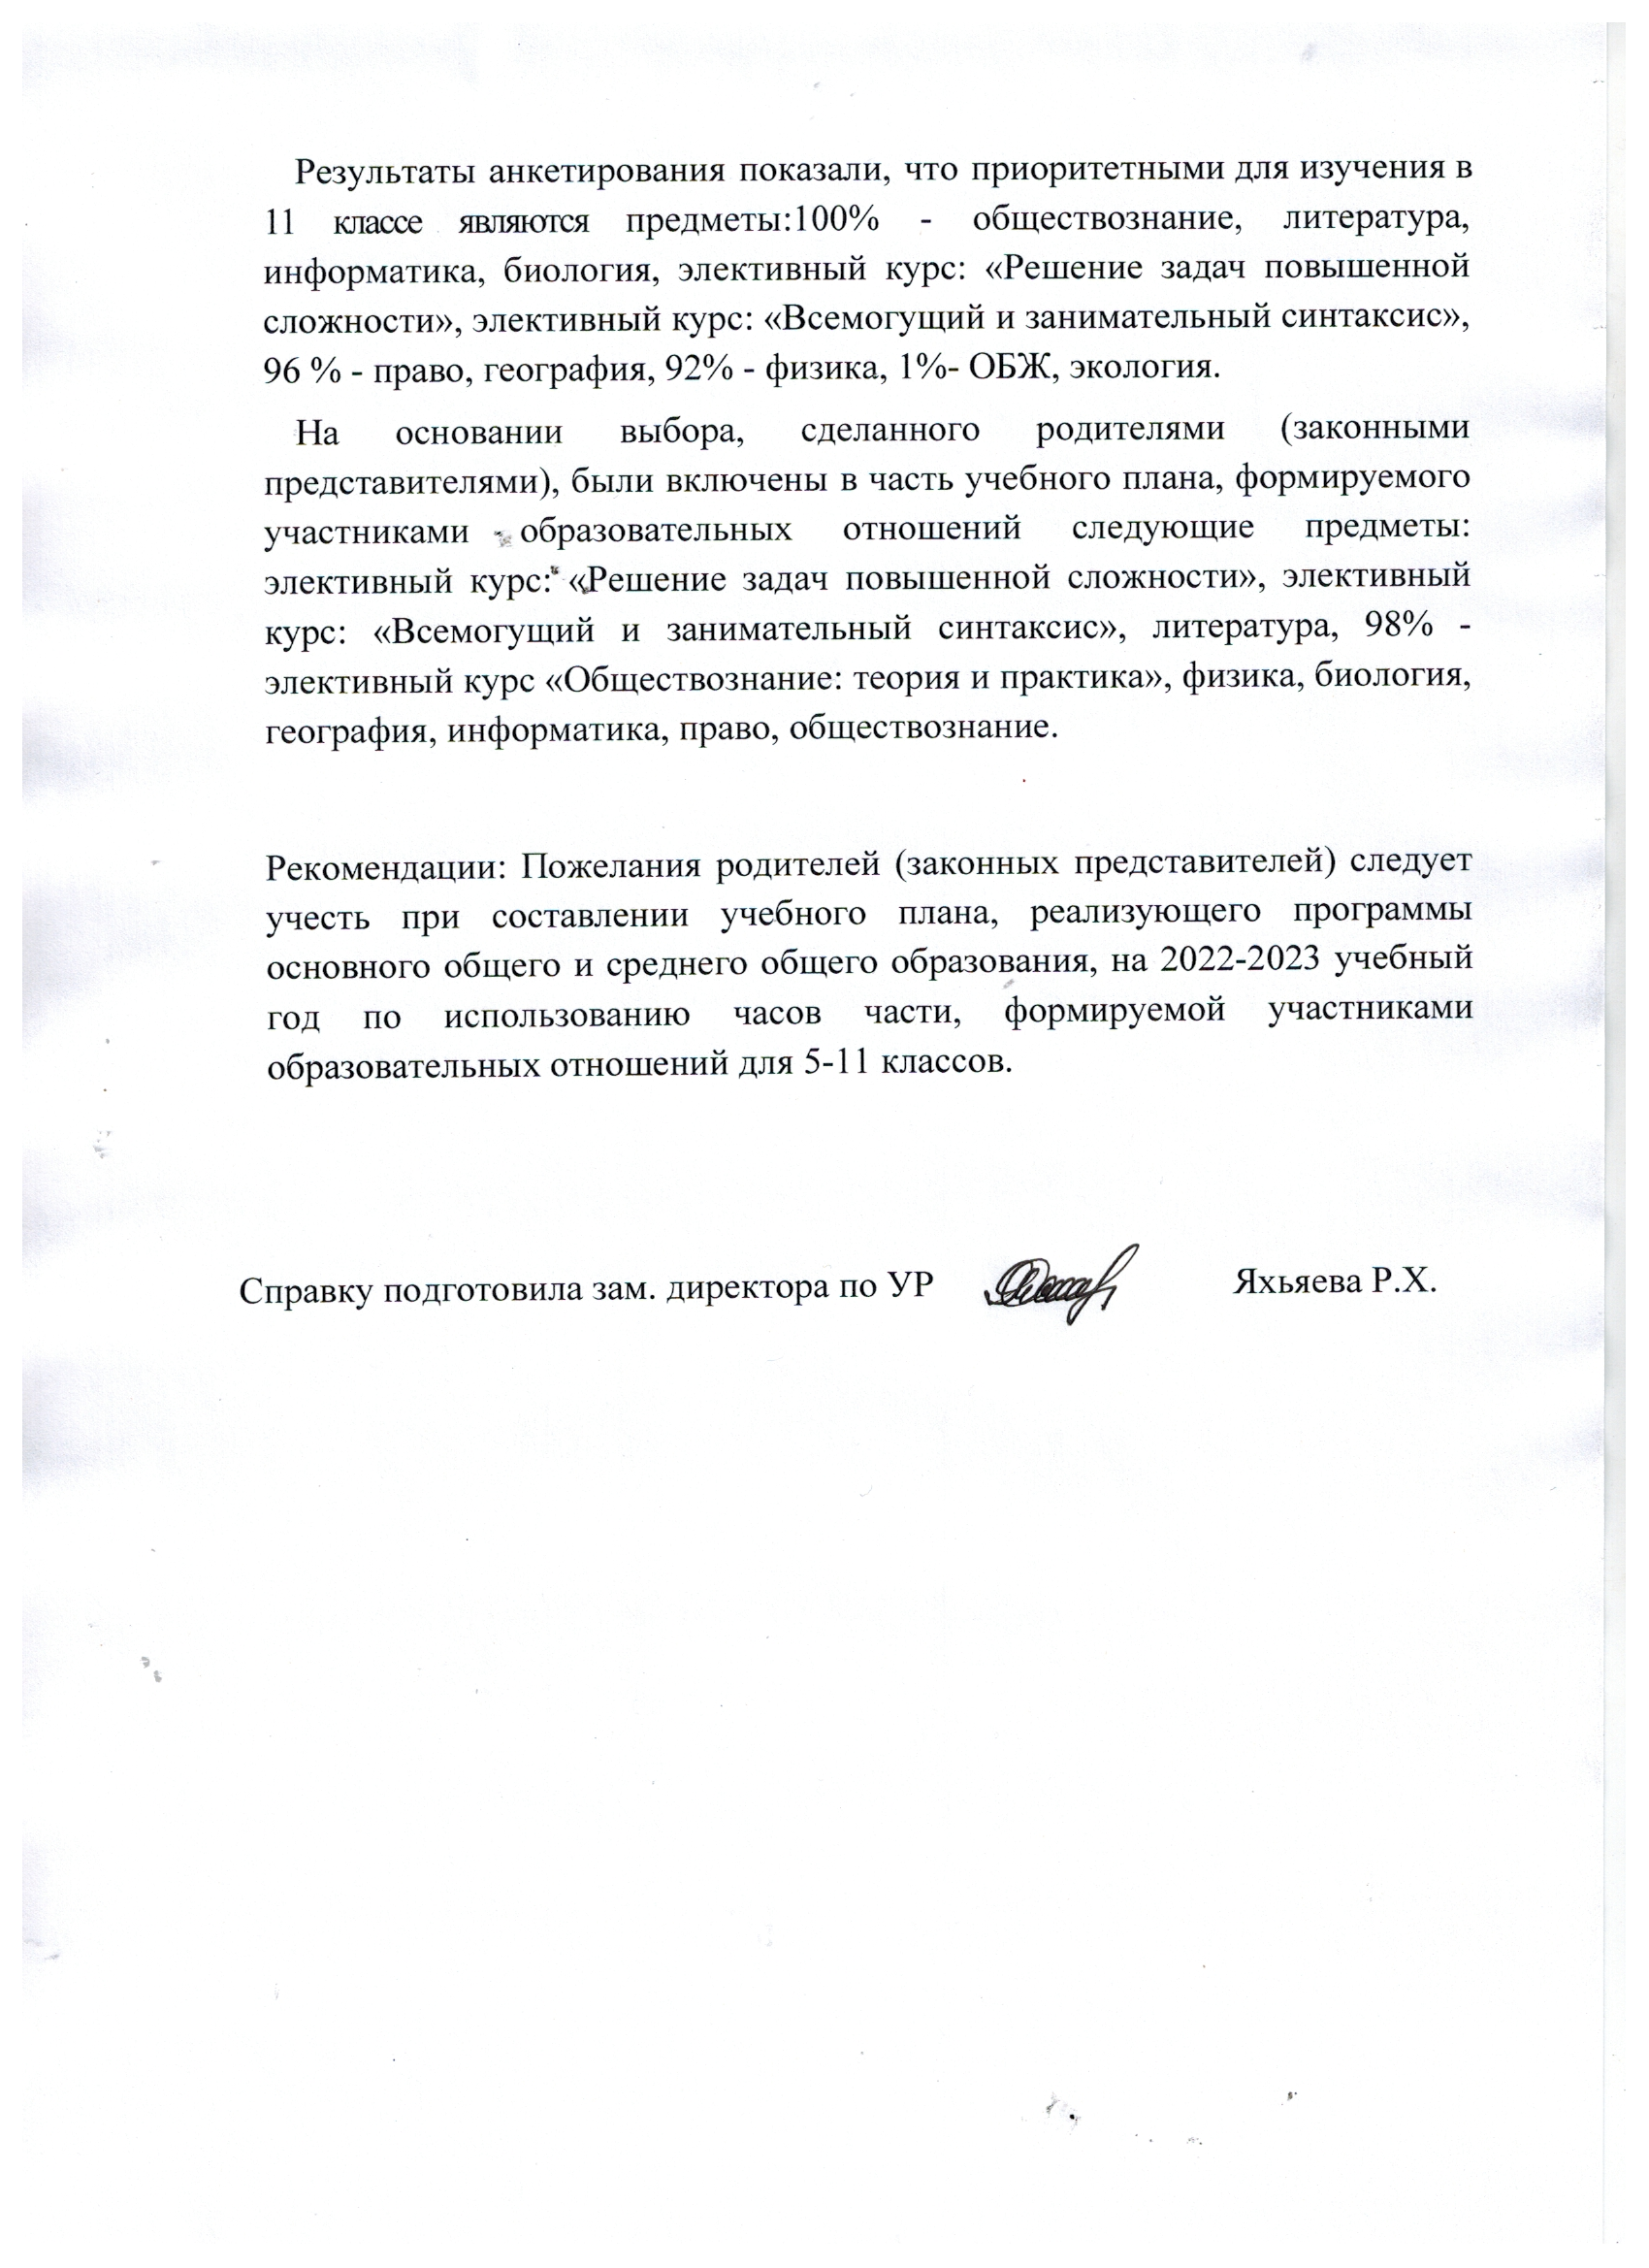 Результаты анкетирования показали, что приоритетными для изучения в
11 классе являются предметы:100% - обществознание, литература,
информатика, биология, элективный курс: «Решение задач повышенной
сложности», элективный курс: «Всемогущий и занимательный синтаксис»,
96 % - право, география, 92% - физика, 1%- ОБЖ, экология.
На основании выбора, сделанного родителями (законными
представителями), были включены в часть учебного плана, формируемого
участниками образовательных отношений следующие предметы:
элективный курс: «Решение задач повышенной сложности», элективный
курс: «Всемогущий и занимательный синтаксис», литература, 98% -
элективный курс «Обществознание: теория и практика», физика, биология,
география, информатика, право, обществознание.
Рекомендации: Пожелания родителей (законных представителей) следует
учесть при составлении учебного плана, реализующего программы
основного общего и среднего общего образования, на 2022-2023 учебный
год по использованию часов части, формируемой участниками
образовательных отношений для 5-11 классов.
Справку подготовила зам. директора по УР Яхьяева Р.Х.